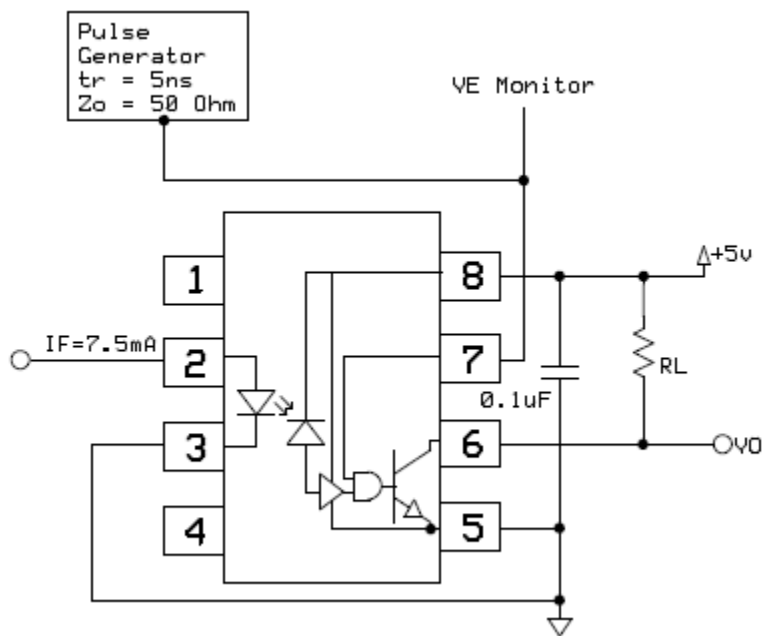 Pulse
Generator
tr = 5ns
Zo = 50 Ohm
VE Monitor
1
8
+5v
IF=7.5mA
2
7
RL
0.1uF
3
6
VO
4
5